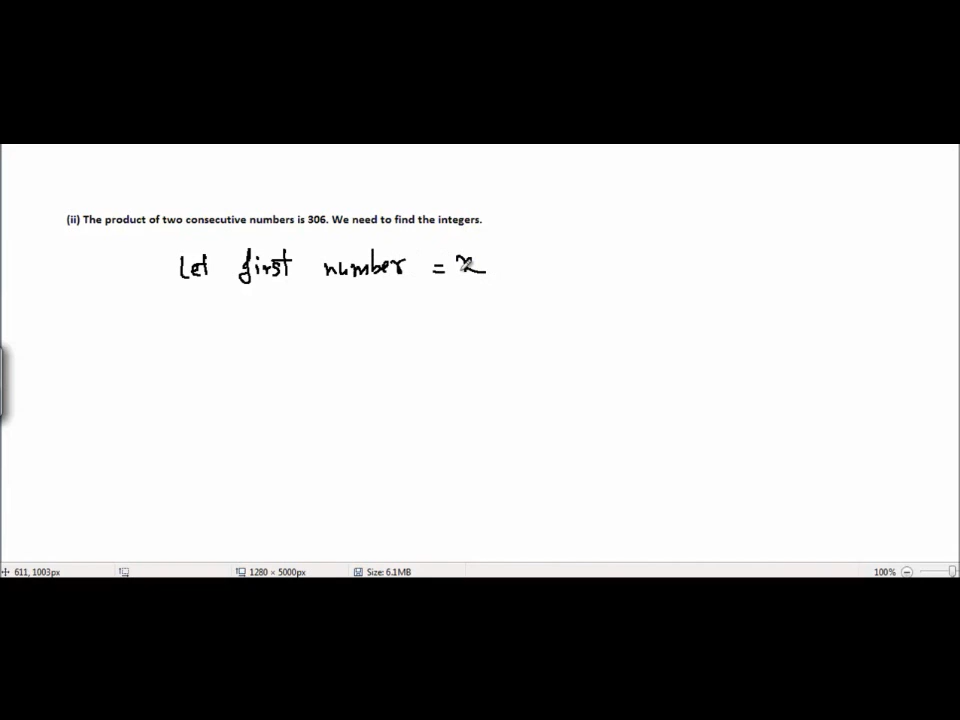 (ii) The product of two consecutive numbers is 306. We need to find the integers.
Let first number = x
611, 1003px 1280 × 5000px Size: 6.1MB 100%